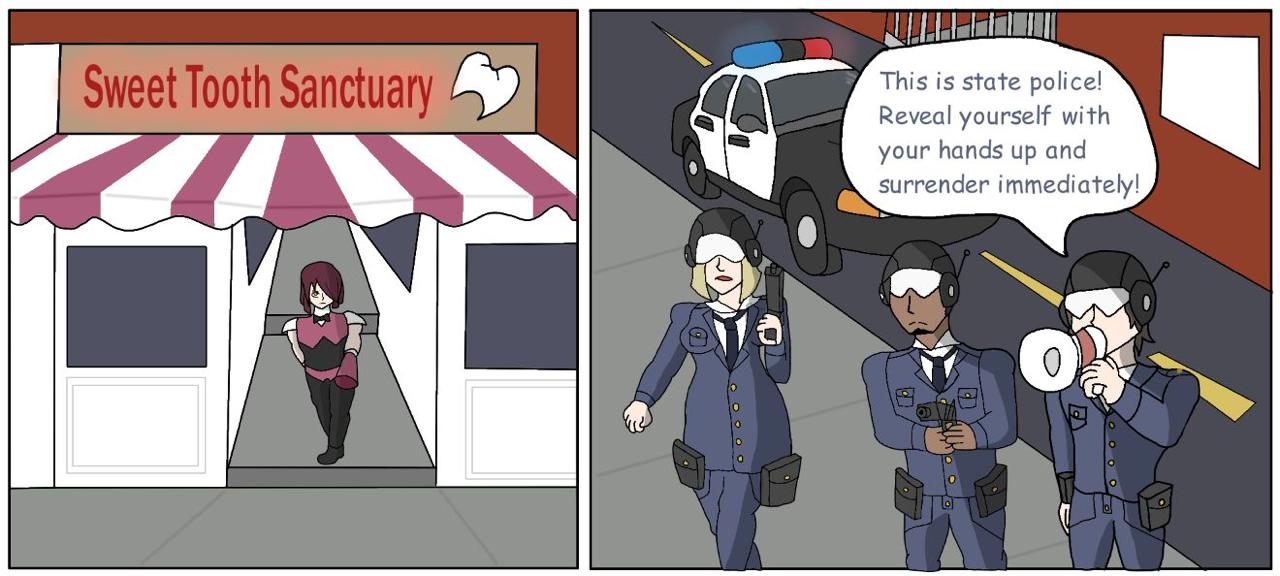 Sweet Tooth Sanctuary
This is state police!
Reveal yourself with
your hands up and
surrender immediately!